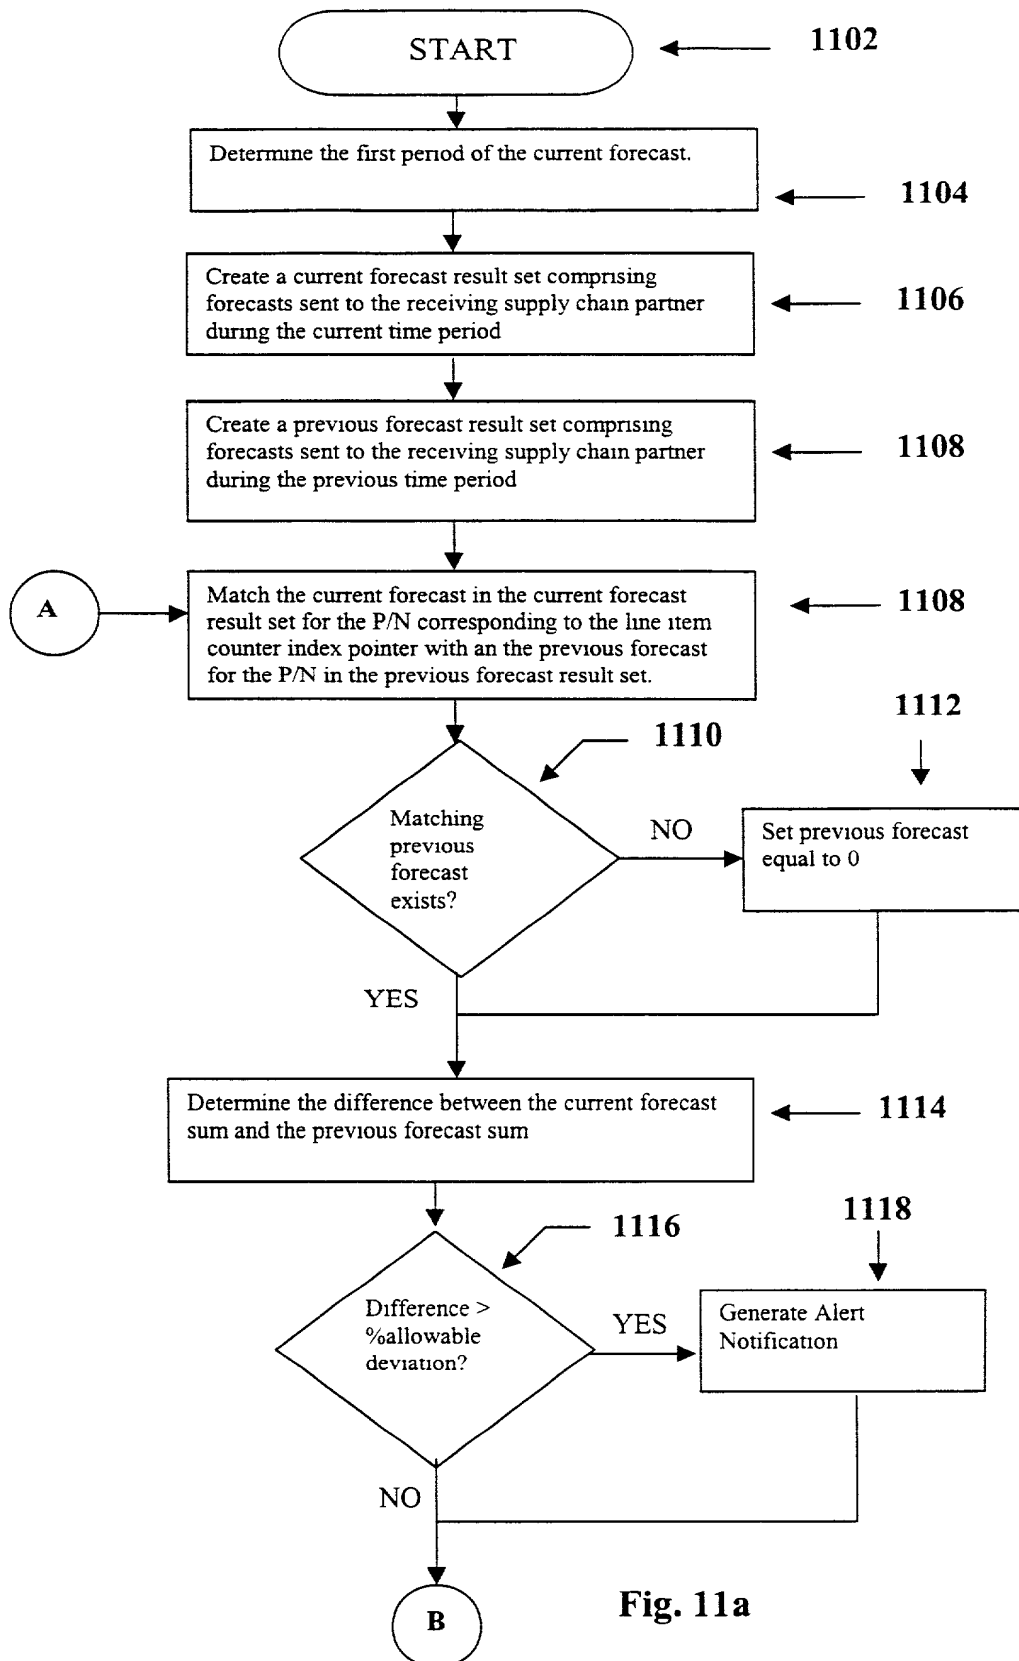 START
1102
Determine the first period of the current forecast.
1104
Create a current forecast result set comprising
forecasts sent to the receiving supply chain partner
during the current time period
1106
Create a previous forecast result set comprising
forecasts sent to the receiving supply chain partner
during the previous time period
1108
A
Match the current forecast in the current forecast
result set for the P/N corresponding to the line item
counter index pointer with an the previous forecast
for the P/N in the previous forecast result set.
1108
1112
1110
Matching
previous
forecast
exists?
NO
Set previous forecast
equal to 0
YES
Determine the difference between the current forecast
sum and the previous forecast sum
1114
1118
1116
Difference >
%allowable
deviation?
YES
Generate Alert
Notification
NO
B
Fig. 11a